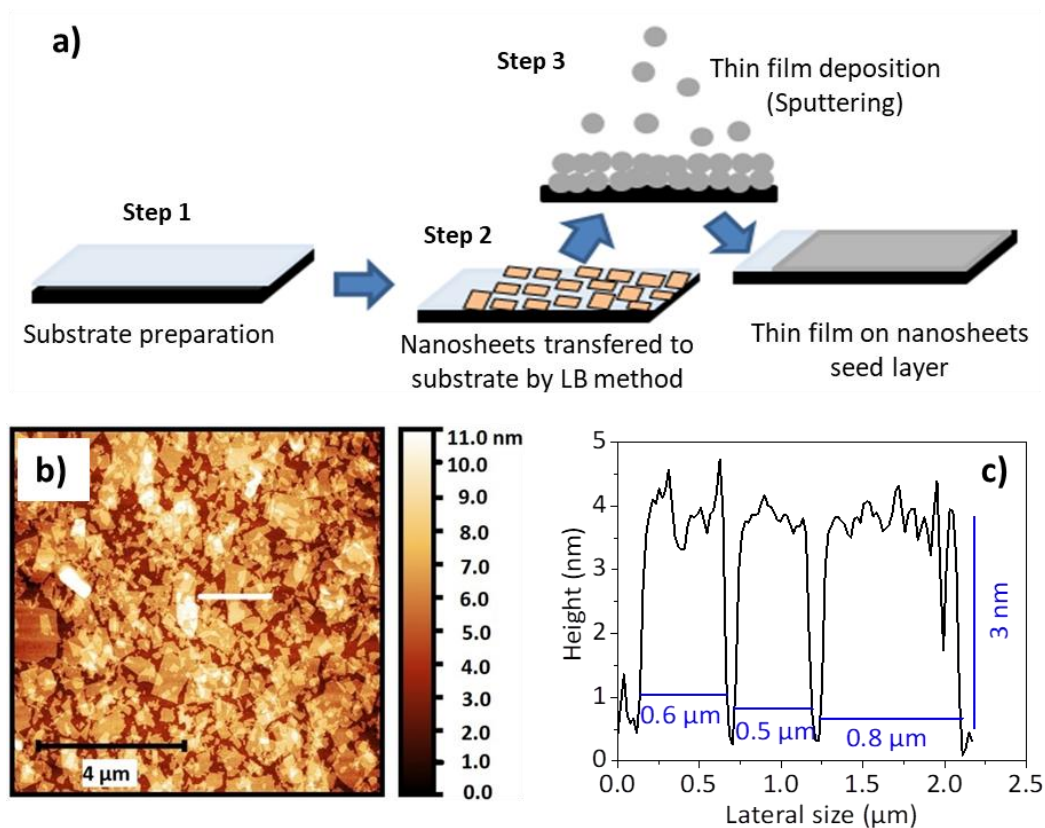 a)
Step 3
Thin film deposition
(Sputtering)
Step 1
Step 2
Substrate preparation
Nanosheets transfered to
substrate by LB method
Thin film on nanosheets
seed layer
b)
4 μm
11.0 nm
10.0
9.0
8.0
7.0
6.0
5.0
4.0
3.0
2.0
1.0
0.0
c)
Height (nm)
5
4
3
2
1
0
3 nm
0.6 μm
0.5 μm
0.8 μm
0.0
0.5
1.0
1.5
2.0
2.5
Lateral size (μm)